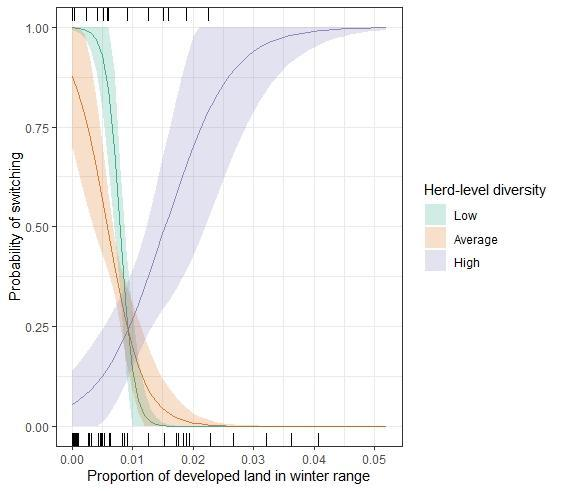 1.00
0.75
0.50
0.25
0.00
Probability of switching
0.00 0.01 0.02 0.03 0.04 0.05
Proportion of developed land in winter range
Herd-level diversity
Low
Average
High